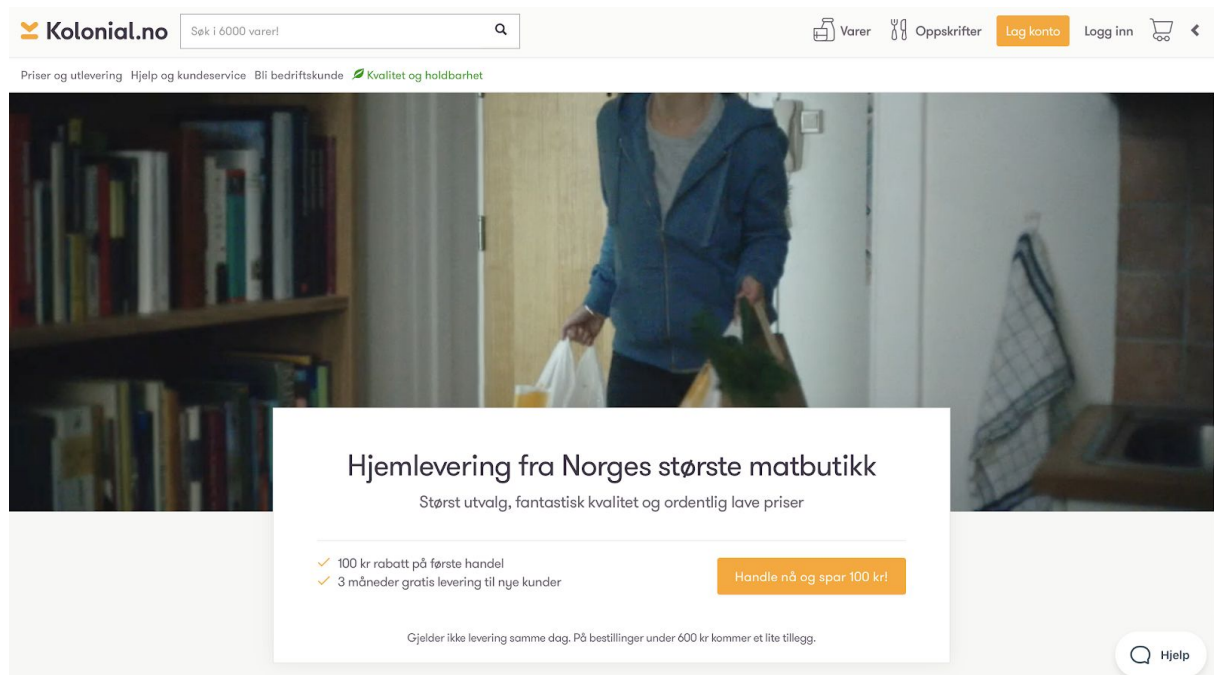 Kolonial.no
Søk i 6000 varer!
Varer
Oppskrifter
Lag konto
Logg inn
Priser og utlevering
Hjelp og kundeservice
Bli bedriftskunde
Kvalitet og holdbarhet
Hjemlevering fra Norges største matbutikk
Størst utvalg, fantastisk kvalitet og ordentlig lave priser
100 kr rabatt på første handel
3 måneder gratis levering til nye kunder
Handle nå og spar 100 kr!
Gjelder ikke levering samme dag. På bestillinger under 600 kr kommer et lite tillegg.
Hjelp